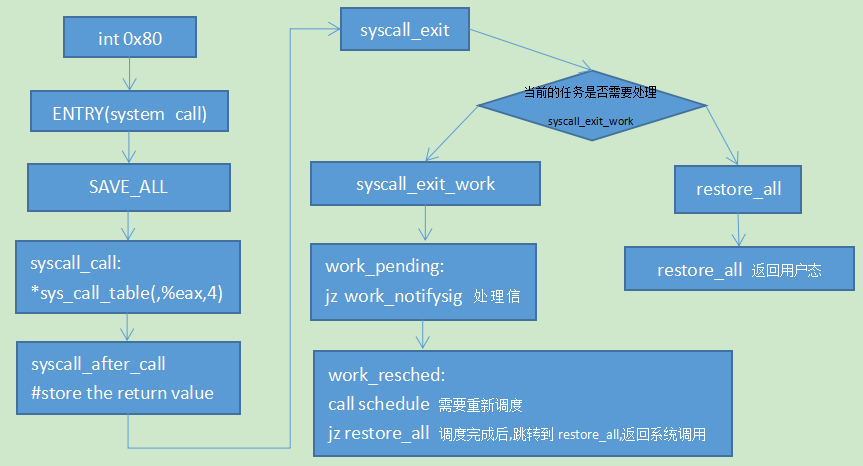 int 0x80
ENTRY(system call)
SAVE_ALL
syscall_call:
*sys_call_table(,%eax,4)
syscall_after_call
#store the return value
syscall_exit
当前的任务是否需要处理
syscall_exit_work
syscall_exit_work
work_pending:
jz work_notifysig 处理信
work_resched:
call schedule 需要重新调度
jz restore_all 调度完成后,跳转到 restore_all,返回系统调用
restore_all
restore_all 返回用户态